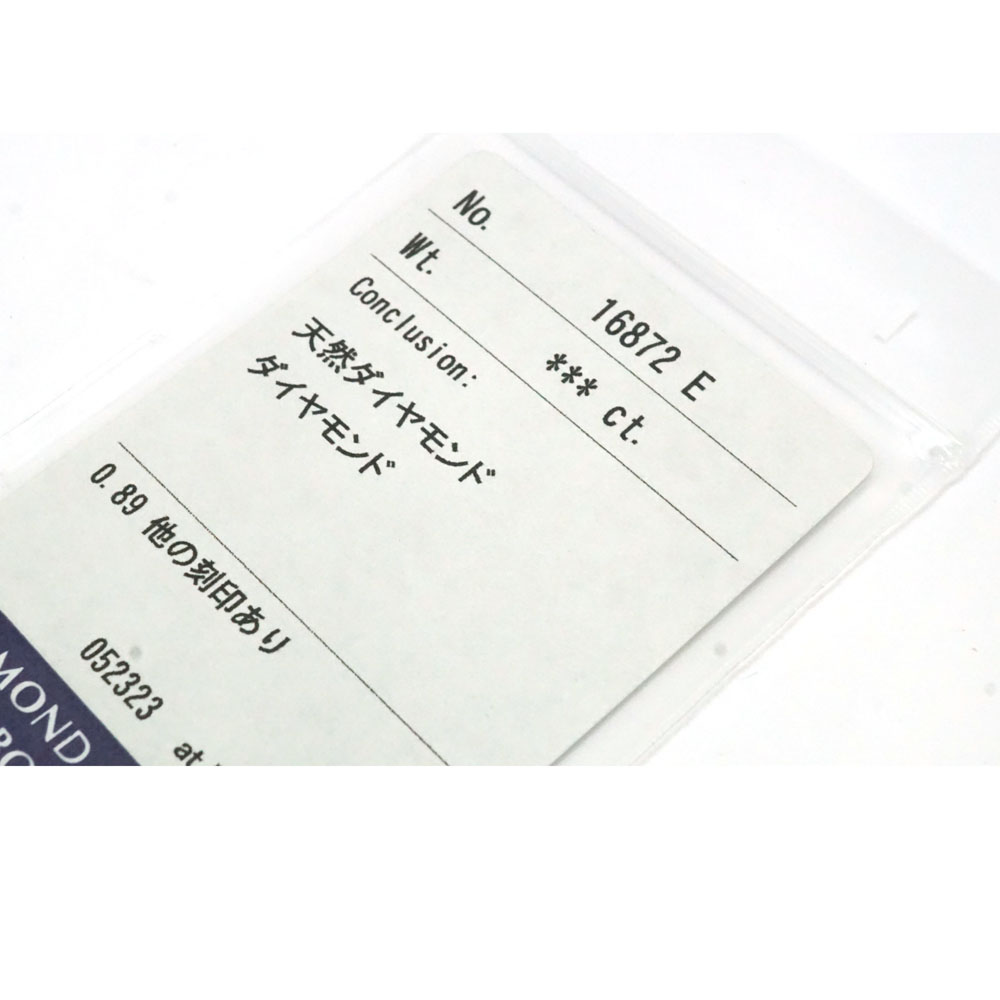 No. 16872 E
Wt. *** ct.
Conclusion:
天然ダイヤモンド
ダイヤモンド
0.89 他の刻印あり
052323 at
MOND